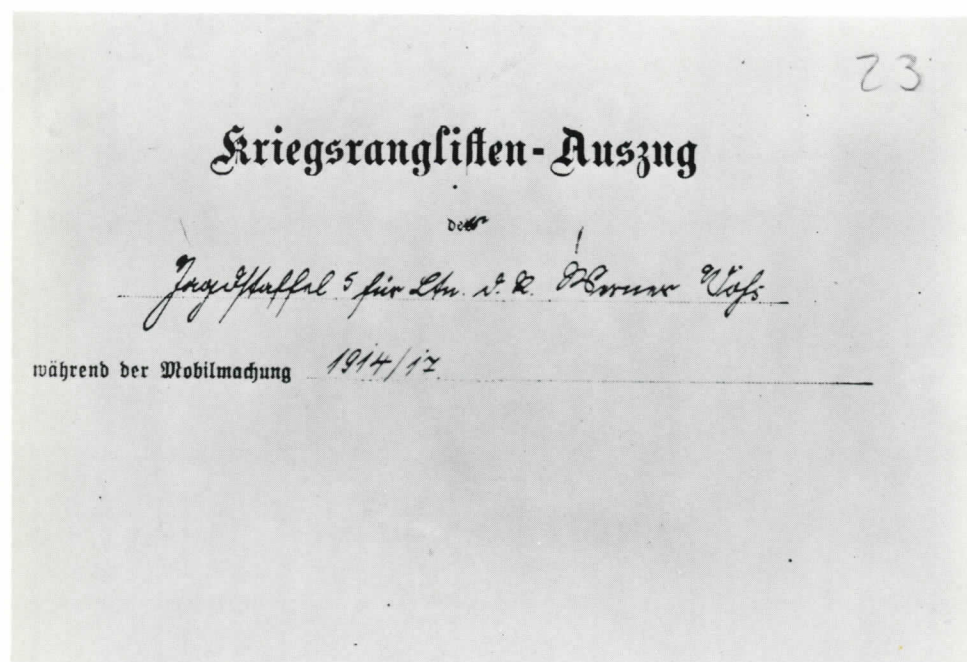 23
Kriegsranglisten-Auszug
der
Jagdstaffel 5 für Ltn. d. R. Werner Voß
während der Mobilmachung 1914/17